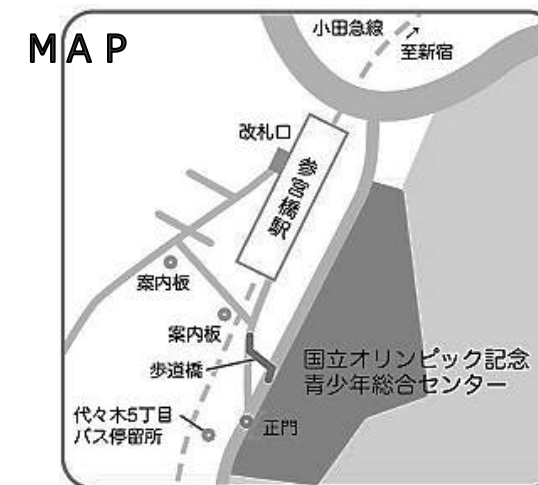 MAP
小田急線
至新宿
改札口
参宮橋駅
案内板
案内板
歩道橋
国立オリンピック記念
青少年総合センター
代々木5丁目
バス停留所
正門